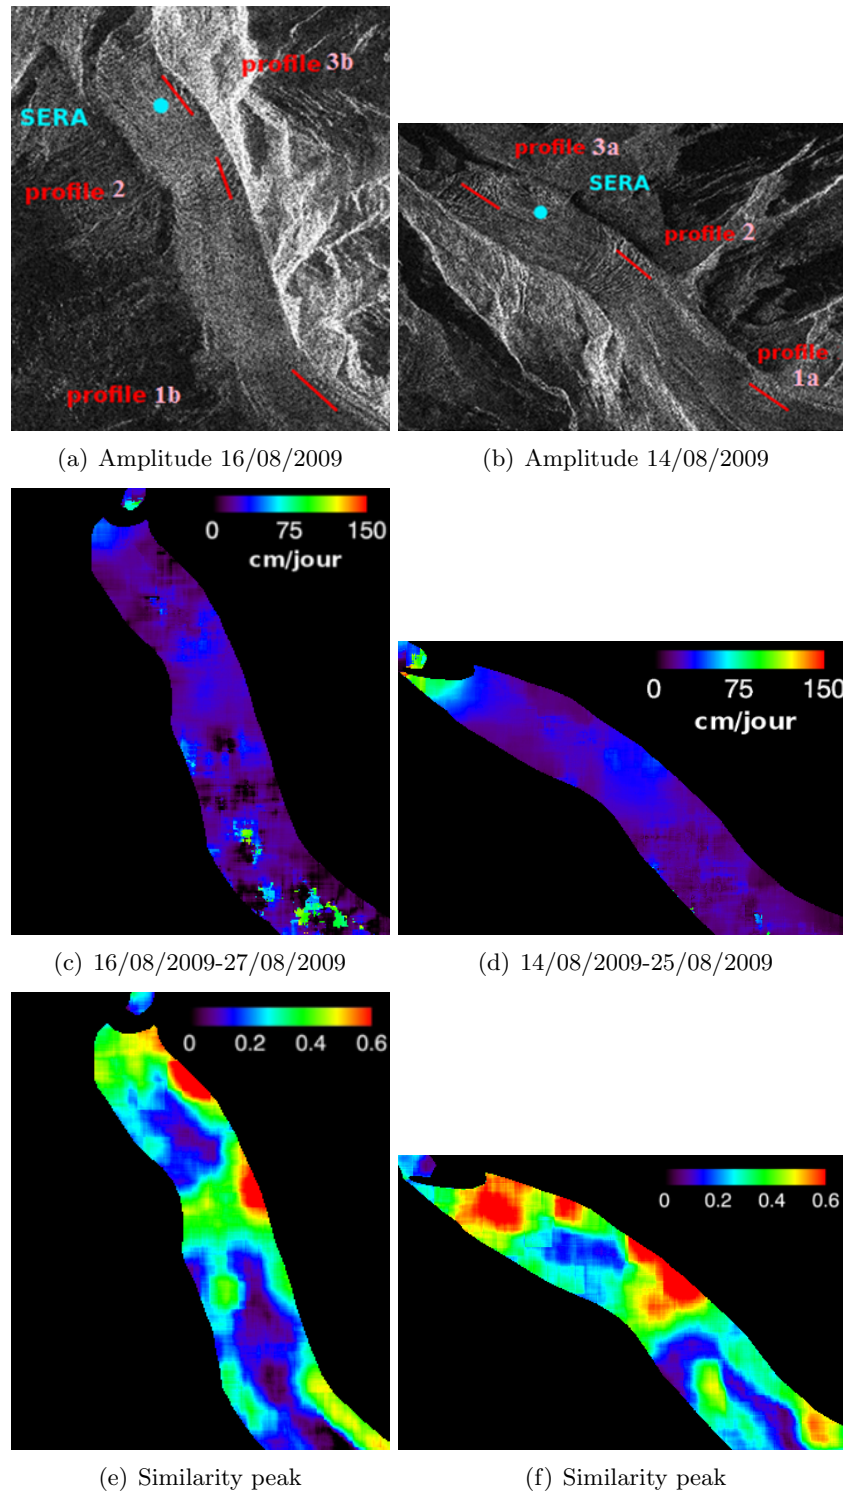 profile 3b
SERA
profile 2
profile 1b
profile 3a
SERA
profile 2
profile
1a
(a) Amplitude 16/08/2009
(b) Amplitude 14/08/2009
0 75 150
cm/jour
0 75 150
cm/jour
(c) 16/08/2009-27/08/2009
(d) 14/08/2009-25/08/2009
0 0.2 0.4 0.6
0 0.2 0.4 0.6
(e) Similarity peak
(f) Similarity peak